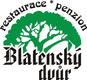 restaurace • penzion
Blatenský
dvůr